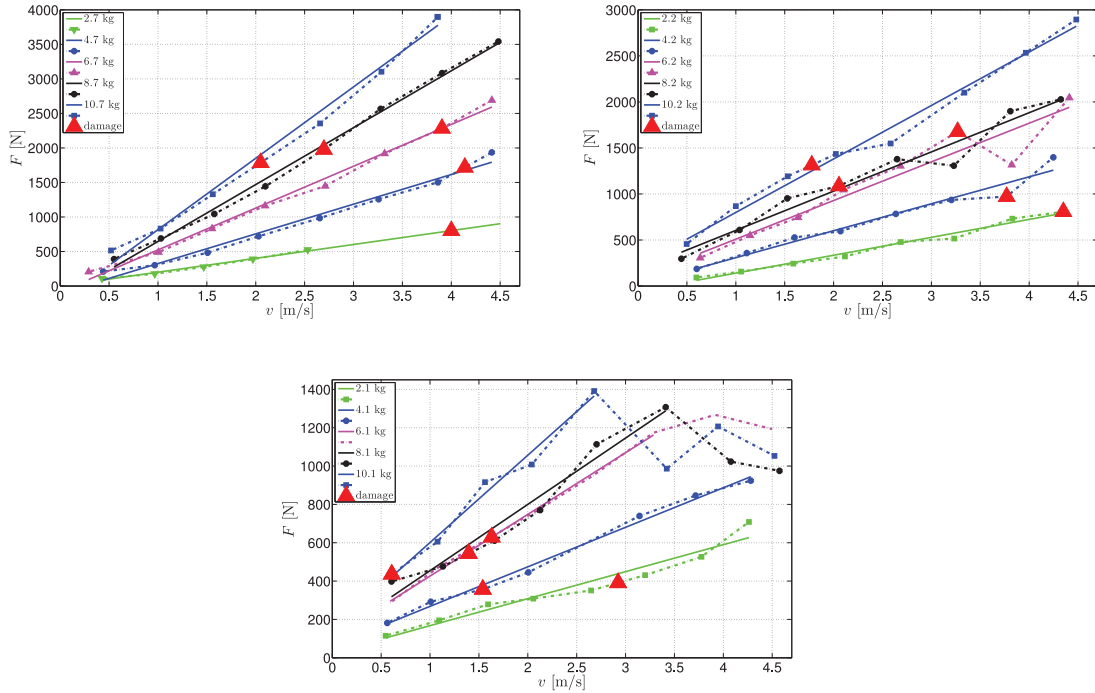 4000
3500
3000
2500
2000
1500
1000
500
0
F [N]
2.7 kg
4.7 kg
6.7 kg
8.7 kg
10.7 kg
damage
0 0.5 1 1.5 2 2.5 3 3.5 4 4.5
v [m/s]
3000
2500
2000
1500
1000
500
0
F [N]
2.2 kg
4.2 kg
6.2 kg
8.2 kg
10.2 kg
damage
0 0.5 1 1.5 2 2.5 3 3.5 4 4.5
v [m/s]
1400
1200
1000
800
600
400
200
0
F [N]
2.1 kg
4.1 kg
6.1 kg
8.1 kg
10.1 kg
damage
0 0.5 1 1.5 2 2.5 3 3.5 4 4.5
v [m/s]